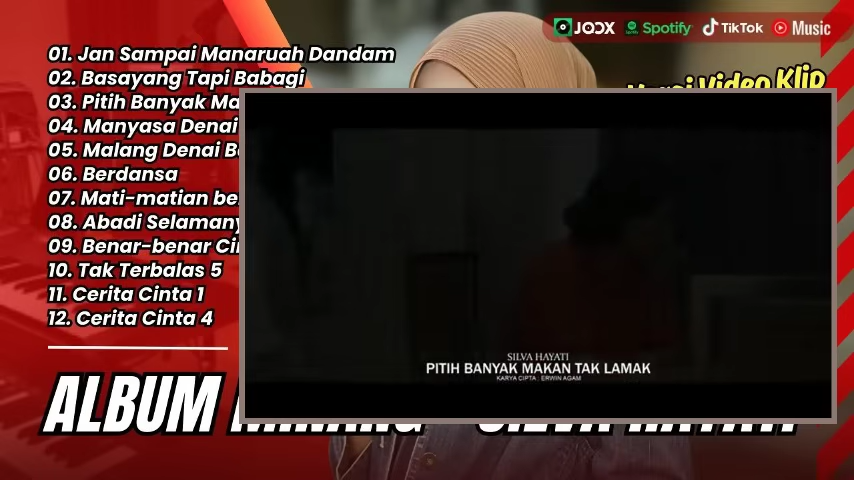 JOOX Spotify TikTok Music
01. Jan Sampai Manaruah Dandam
02. Basayang Tapi Babagi
03. Pitih Banyak Ma
04. Manyasa Denai
05. Malang Denai
06. Berdansa
07. Mati-matian
08. Abadi Selamany
09. Benar-benar
10. Tak Terbalas 5
11. Cerita Cinta 1
12. Cerita Cinta 4
Video Klip
SILVA HAYATI
PITIH BANYAK MAKAN TAK LAMAK
KARYA CIPTA : ERWIN AGAM
ALBUM